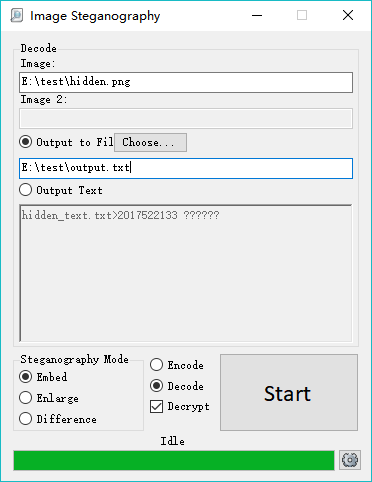 Image Steganography
Decode
Image:
E:\test\hidden.png
Image 2:
Output to Fil
Choose...
E:\test\output.txt
Output Text
hidden_text.txt>2017522133 ??????
Steganography Mode
Embed
Enlarge
Difference
Encode
Decode
Decrypt
Start
Idle